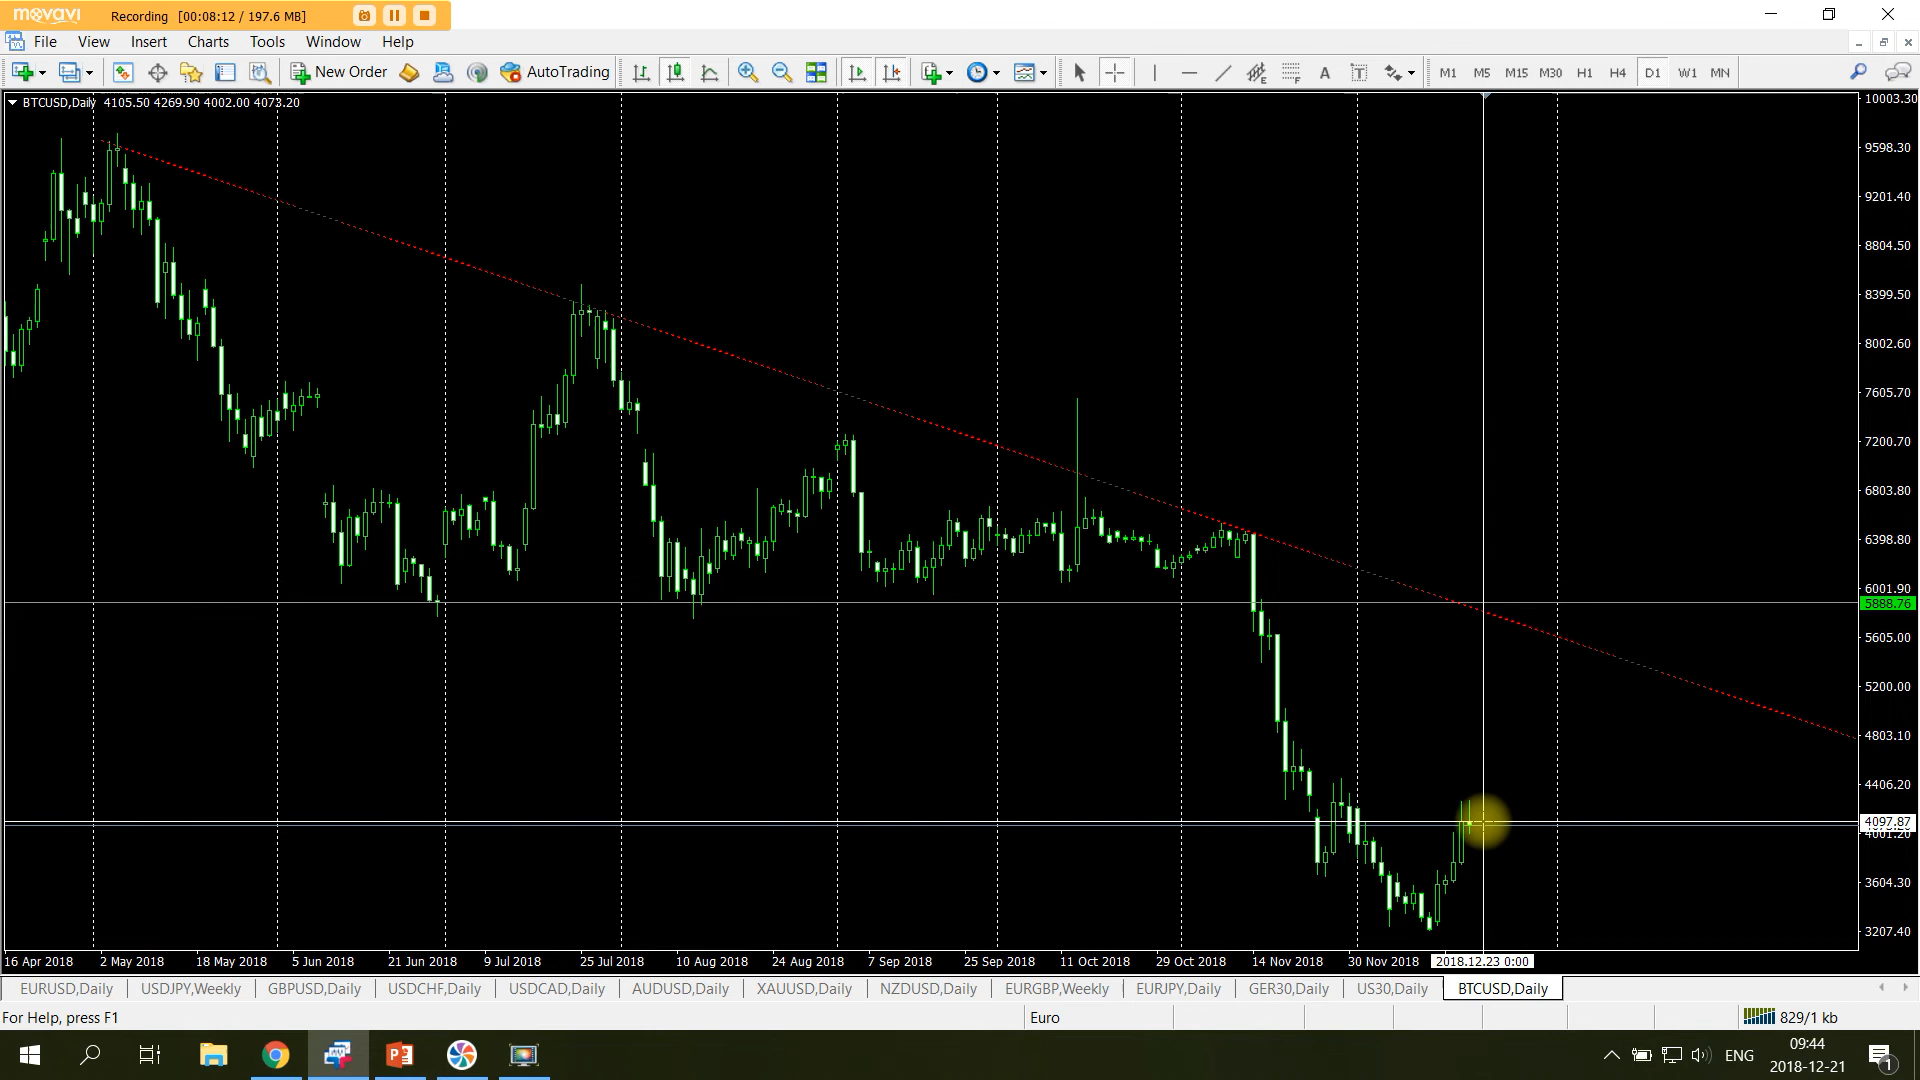 movavi Recording [00:08:12 / 197.6 MB]
File View Insert Charts Tools Window Help
New Order AutoTrading A T M1 M5 M15 M30 H1 H4 D1 W1 MN
BTCUSD,Daily 4105.50 4269.90 4002.00 4073.20
10003.30
9598.30
9201.40
8804.50
8399.50
8002.60
7605.70
7200.70
6803.80
6398.80
6001.90
5888.76
5605.00
5200.00
4803.10
4406.20
4097.87
4001.20
3604.30
3207.40
16 Apr 2018 2 May 2018 18 May 2018 5 Jun 2018 21 Jun 2018 9 Jul 2018 25 Jul 2018 10 Aug 2018 24 Aug 2018 7 Sep 2018 25 Sep 2018 11 Oct 2018 29 Oct 2018 14 Nov 2018 30 Nov 2018 2018.12.23 0:00
EURUSD,Daily USDJPY,Weekly GBPUSD,Daily USDCHF,Daily USDCAD,Daily AUDUSD,Daily XAUUSD,Daily NZDUSD,Daily EURGBP,Weekly EURJPY,Daily GER30,Daily US30,Daily BTCUSD,Daily
For Help, press F1 Euro 829/1 kb
ENG 09:44
2018-12-21 1